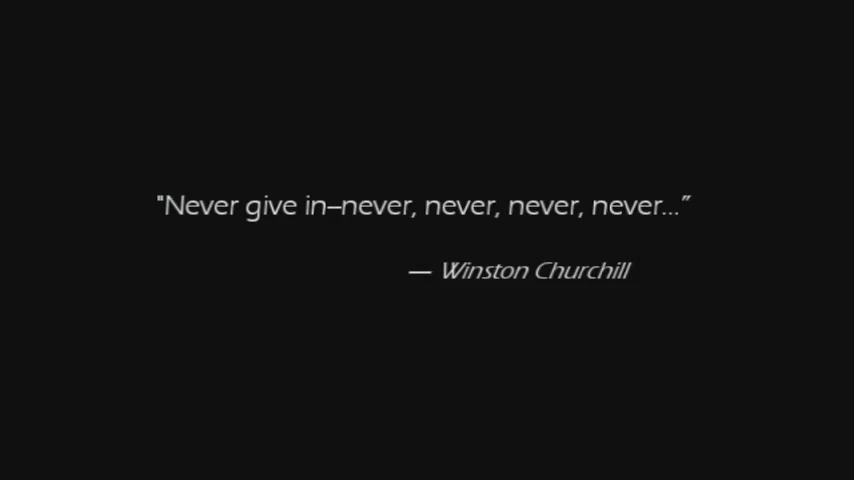 "Never give in–never, never, never, never...”
— Winston Churchill